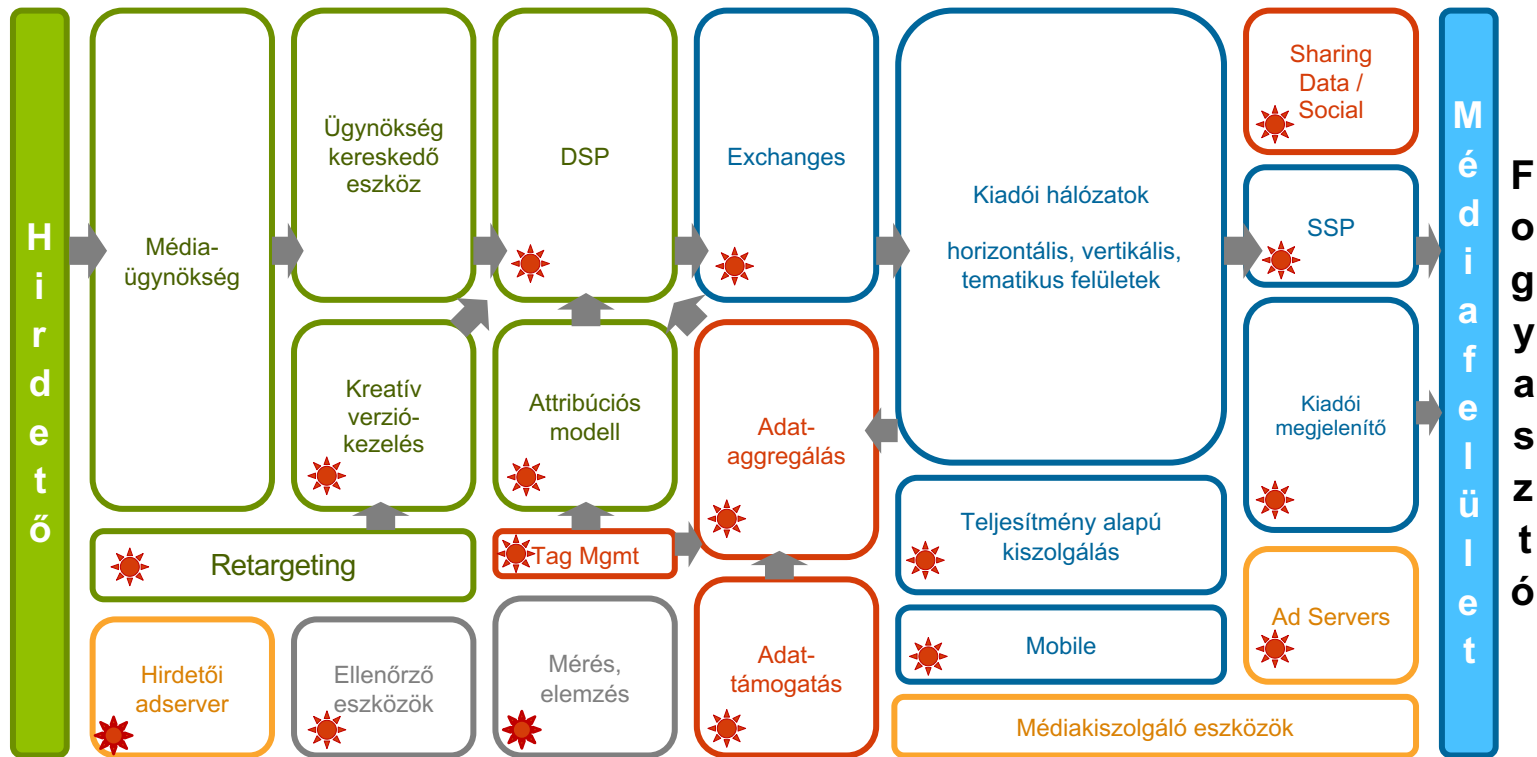 Hirdető
Média-
ügynökség
Ügynökség
kereskedő
eszköz
DSP
Exchanges
Kiadói hálózatok
horizontális, vertikális,
tematikus felületek
Sharing
Data /
Social
SSP
Kreatív
verzió-
kezelés
Attribúciós
modell
Adat-
aggregálás
Kiadói
megjelenítő
Retargeting
Tag Mgmt
Teljesítmény alapú
kiszolgálás
Hirdetői
adserver
Ellenőrző
eszközök
Mérés,
elemzés
Adat-
támogatás
Mobile
Ad Servers
Médiakiszolgáló eszközök
Médiafelület
Fogyasztó